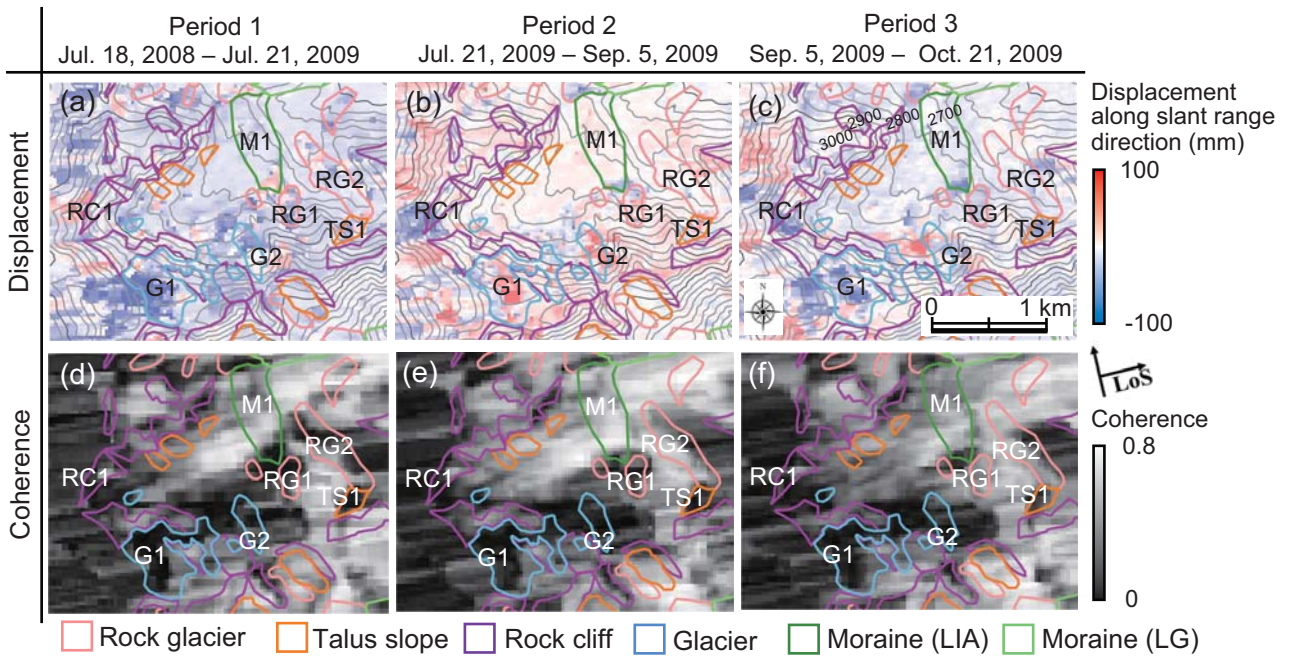 Period 1
Period 2
Period 3
Jul. 18, 2008 – Jul. 21, 2009
Jul. 21, 2009 – Sep. 5, 2009
Sep. 5, 2009 – Oct. 21, 2009
Displacement
(a)
M1
RG2
RC1
RG1
TS1
G2
G1
(b)
M1
RG2
RC1
RG1
TS1
G2
G1
(c)
2900
2800
2700
3000
M1
RG2
RC1
RG1
TS1
G2
G1
N
0 1 km
Displacement
along slant range
direction (mm)
100
-100
LoS
Coherence
(d)
M1
RG2
RC1
RG1
TS1
G2
G1
(e)
M1
RG2
RC1
RG1
TS1
G2
G1
(f)
M1
RG2
RC1
RG1
TS1
G2
G1
Coherence
0.8
0
Rock glacier
Talus slope
Rock cliff
Glacier
Moraine (LIA)
Moraine (LG)